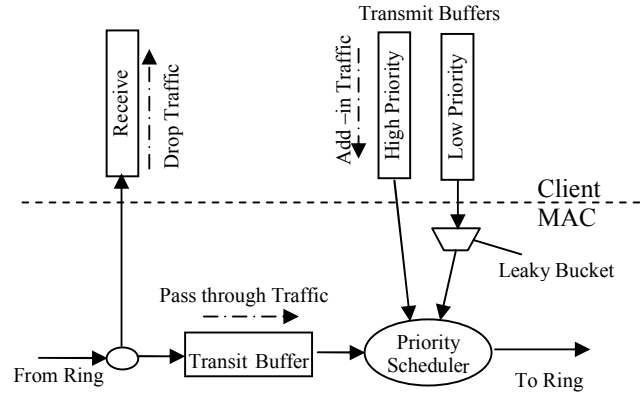 Transmit Buffers
Receive
Drop Traffic
Add –in Traffic
High Priority
Low Priority
Client
MAC
Leaky Bucket
Pass through Traffic
Transit Buffer
Priority
Scheduler
From Ring
To Ring